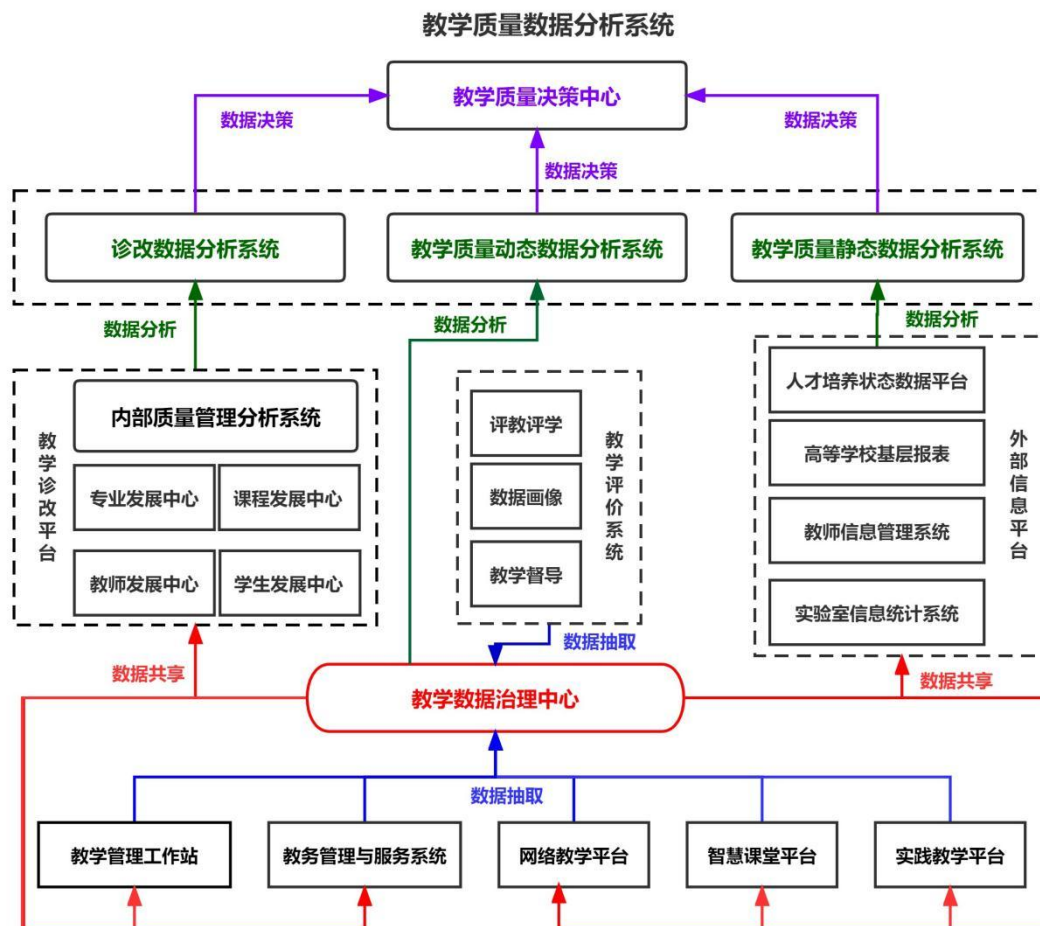 教学质量数据分析系统
教学质量决策中心
数据决策
数据决策
数据决策
诊改数据分析系统
教学质量动态数据分析系统
教学质量静态数据分析系统
数据分析
数据分析
数据分析
教学诊改平台
内部质量管理分析系统
专业发展中心
课程发展中心
教师发展中心
学生发展中心
评教评学
数据画像
教学督导
教学评价系统
人才培养状态数据平台
高等学校基层报表
教师信息管理系统
实验室信息统计系统
外部信息平台
数据抽取
数据共享
教学数据治理中心
数据共享
数据抽取
教学管理工作站
教务管理与服务系统
网络教学平台
智慧课堂平台
实践教学平台